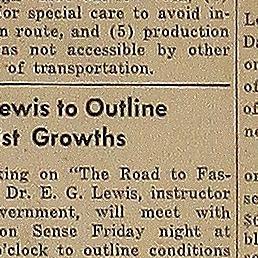 for special care to avoid in-
n route, and (5) production
as not accessible by other
of transportation.
ewis to Outline
st Growths
king on "The Road to Fas-
Dr. E. G. Lewis, instructor
vernment, will meet with
on Sense Friday night at
o'clock to outline conditions